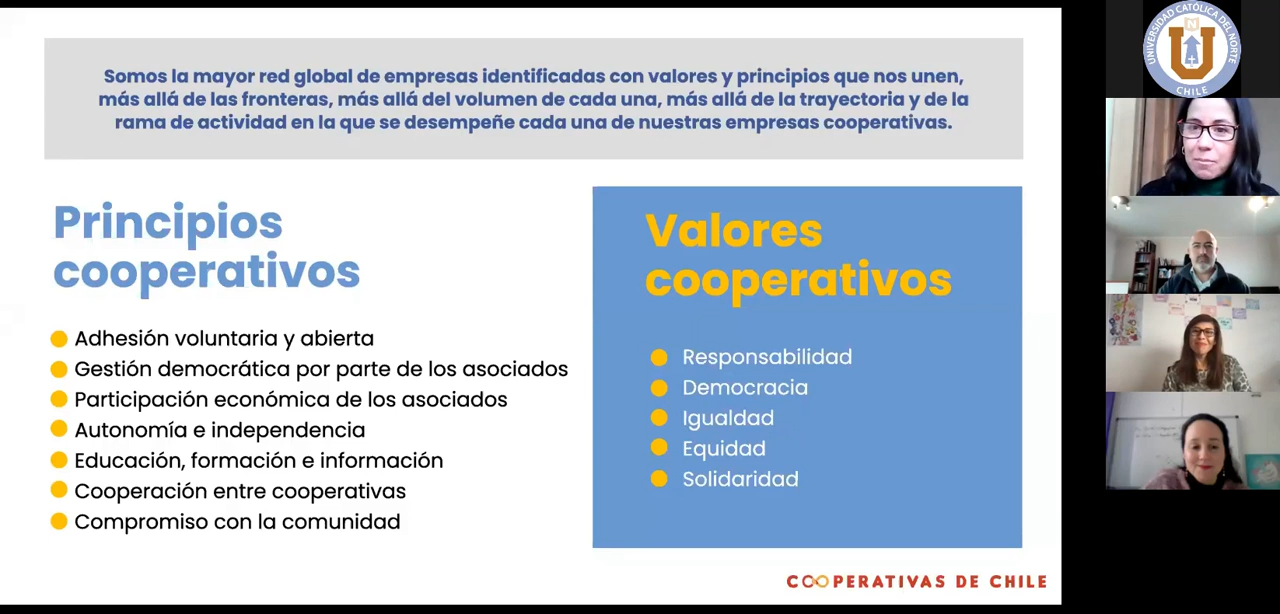 Somos la mayor red global de empresas identificadas con valores y principios que nos unen,
más allá de las fronteras, más allá del volumen de cada una, más allá de la trayectoria y de la
rama de actividad en la que se desempeñe cada una de nuestras empresas cooperativas.
Principios
cooperativos
Adhesión voluntaria y abierta
Gestión democrática por parte de los asociados
Participación económica de los asociados
Autonomía e independencia
Educación, formación e información
Cooperación entre cooperativas
Compromiso con la comunidad
Valores
cooperativos
Responsabilidad
Democracia
Igualdad
Equidad
Solidaridad
COOPERATIVAS DE CHILE
UNIVERSIDAD CATÓLICA DEL NORTE
N
U
CHILE